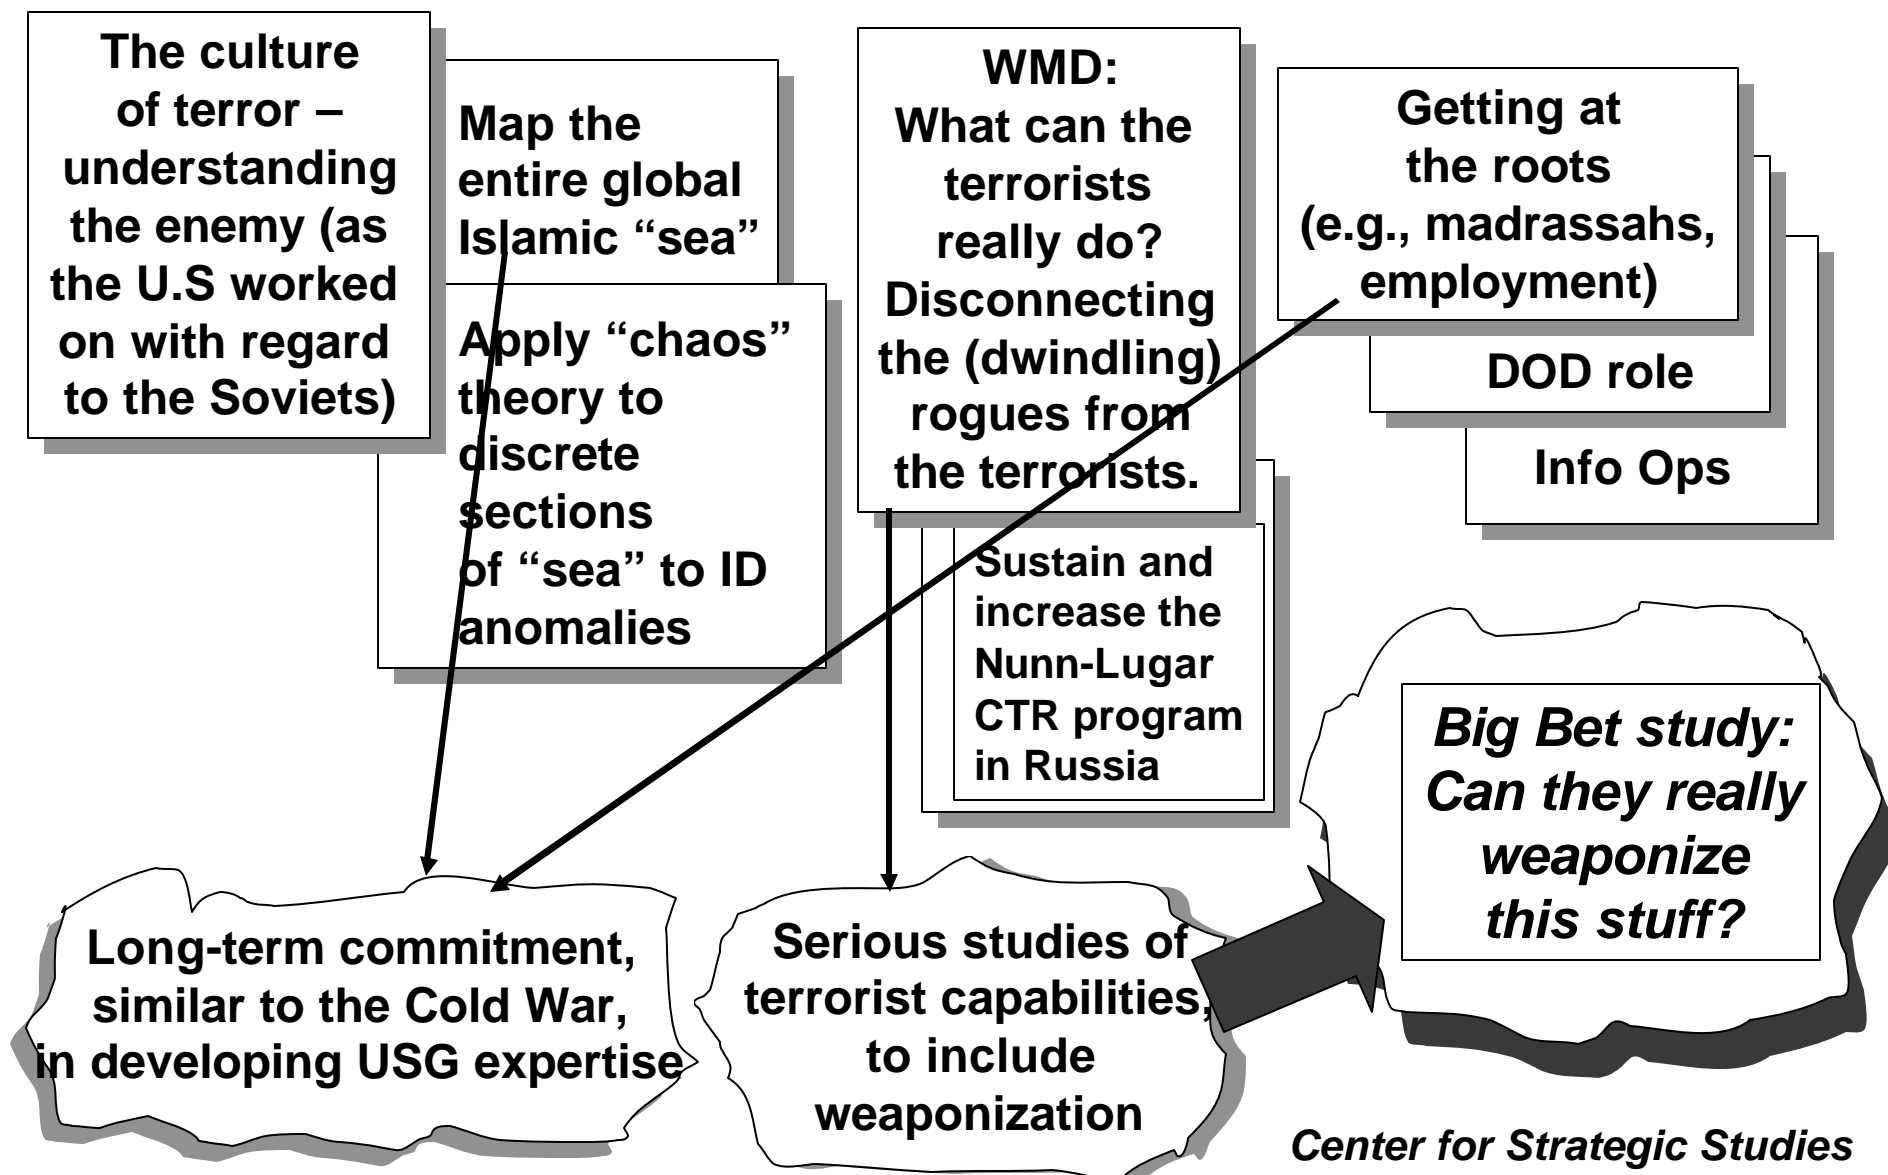 The culture
of terror –
understanding
the enemy (as
the U.S worked
on with regard
to the Soviets)
Map the
entire global
Islamic “sea”
Apply “chaos”
theory to
discrete
sections
of “sea” to ID
anomalies
WMD:
What can the
terrorists
really do?
Disconnecting
the (dwindling)
rogues from
the terrorists.
Sustain and
increase the
Nunn-Lugar
CTR program
in Russia
Getting at
the roots
(e.g., madrassahs,
employment)
DOD role
Info Ops
Long-term commitment,
similar to the Cold War,
in developing USG expertise
Serious studies of
terrorist capabilities,
to include
weaponization
Big Bet study:
Can they really
weaponize
this stuff?
Center for Strategic Studies